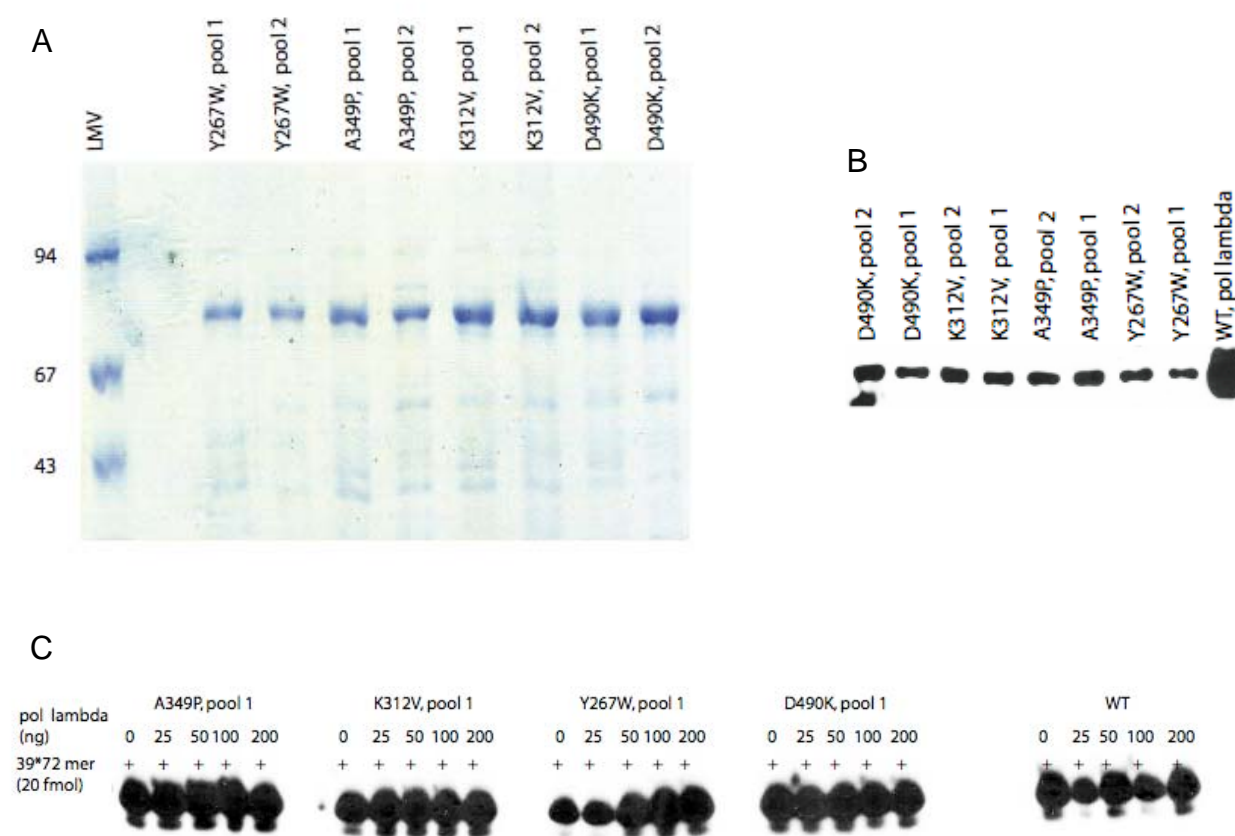 A
LMV
Y267W, pool 1
Y267W, pool 2
A349P, pool 1
A349P, pool 2
K312V, pool 1
K312V, pool 2
D490K, pool 1
D490K, pool 2
94
67
43
B
D490K, pool 2
D490K, pool 1
K312V, pool 2
K312V, pool 1
A349P, pool 2
A349P, pool 1
Y267W, pool 2
Y267W, pool 1
WT, pol lambda
C
A349P, pool 1 K312V, pool 1 Y267W, pool 1 D490K, pool 1 WT
pol lambda
(ng) 0 25 50 100 200 0 25 50 100 200 0 25 50 100 200 0 25 50 100 200 0 25 50 100 200
39*72 mer + + + + + + + + + + + + + + + + + + + + + + + + +
(20 fmol)